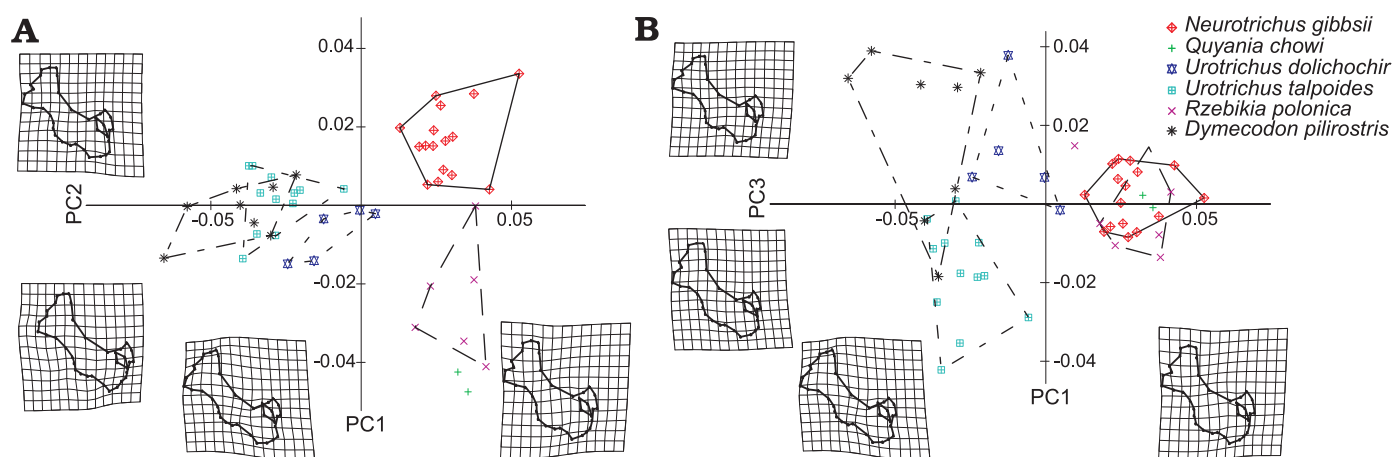 A
PC2
0.04
0.02
-0.05
0.05
-0.02
-0.04
PC1
B
PC3
0.04
0.02
-0.05
0.05
-0.02
-0.04
PC1
Neurotrichus gibbsii
Quyania chowi
Urotrichus dolichochir
Urotrichus talpoides
Rzebikia polonica
Dymecodon pilirostris